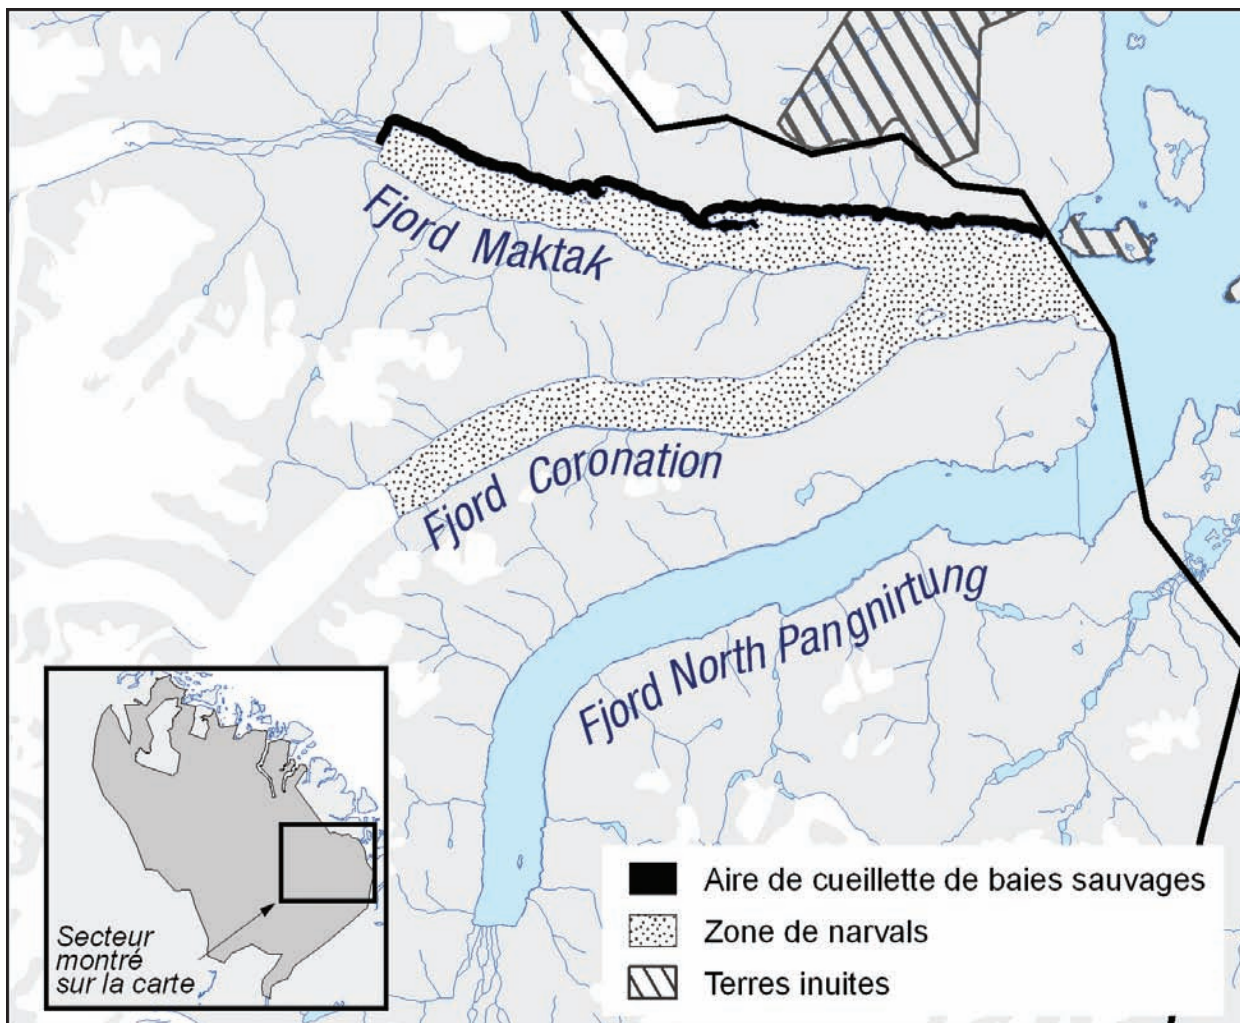 Fjord Maktak
Fjord Coronation
Fjord North Pangnirtung
Secteur
montré
sur la carte
Aire de cueillette de baies sauvages
Zone de narvals
Terres inuites